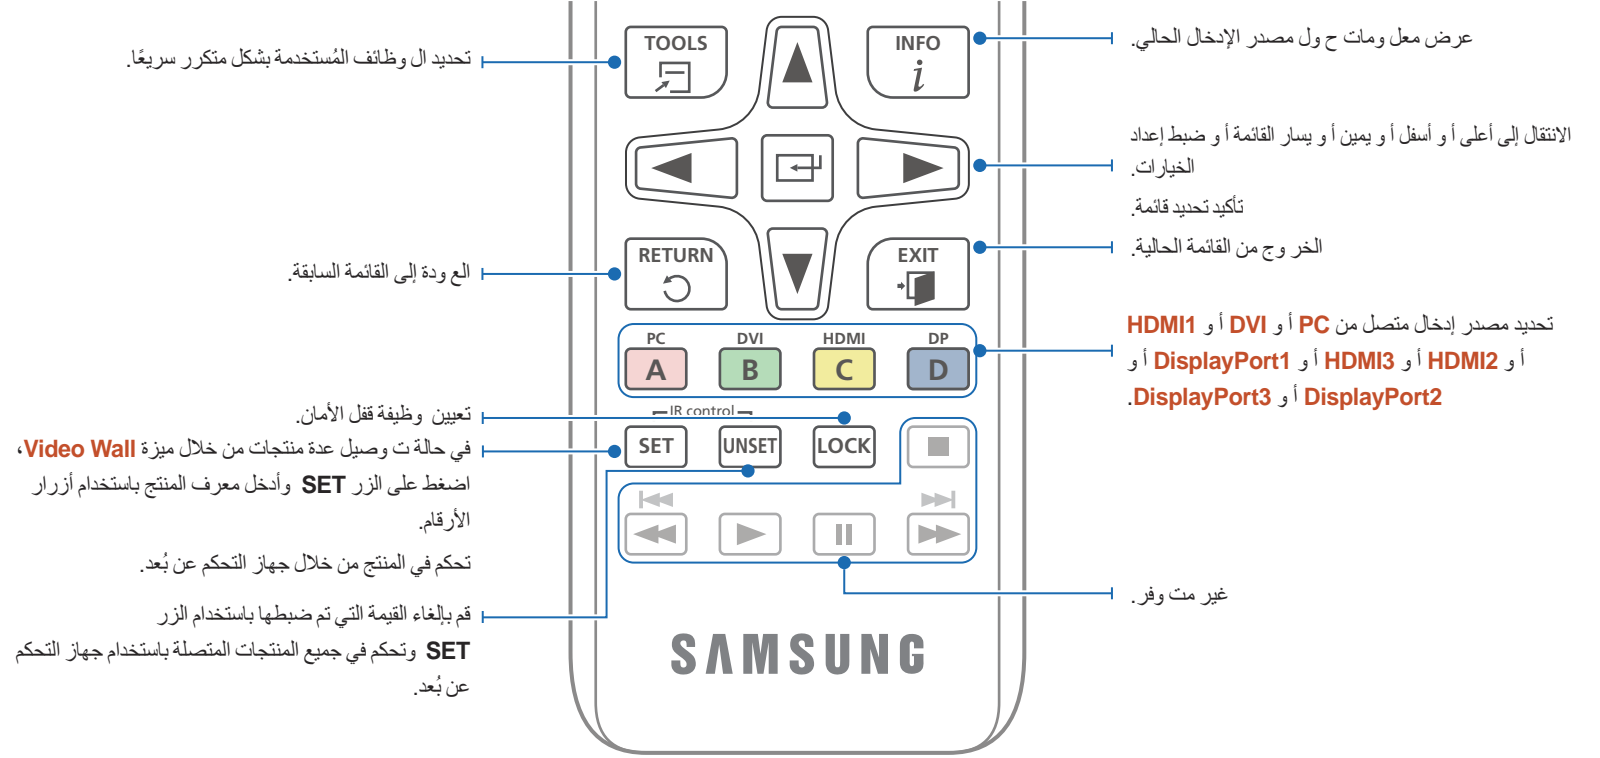 TOOLS
INFO
i
RETURN
EXIT
PC
DVI
HDMI
DP
A
B
C
D
IR control
SET
UNSET
LOCK
SAMSUNG
عرض معل ومات ح ول مصدر الإدخال الحالي.
الانتقال إلى أعلى أ و أسفل أ و يمين أ و يسار القائمة أ و ضبط إعداد
الخيارات.
تأكيد تحديد قائمة.
الخر وج من القائمة الحالية.
تحديد مصدر إدخال متصل من PC أ و DVI أ و HDMI1
أ و HDMI2 أ و HDMI3 أ و DisplayPort1 أ و
DisplayPort2 أ و DisplayPort3.
غير مت وفر.
تحديد ال وظائف المُستخدمة بشكل متكرر سريعًا.
الع ودة إلى القائمة السابقة.
تعيين وظيفة قفل الأمان.
في حالة ت وصيل عدة منتجات من خلال ميزة Video Wall،
اضغط على الزر SET وأدخل معرف المنتج باستخدام أزرار
الأرقام.
تحكم في المنتج من خلال جهاز التحكم عن بُعد.
قم بإلغاء القيمة التي تم ضبطها باستخدام الزر
SET وتحكم في جميع المنتجات المتصلة باستخدام جهاز التحكم
عن بُعد.